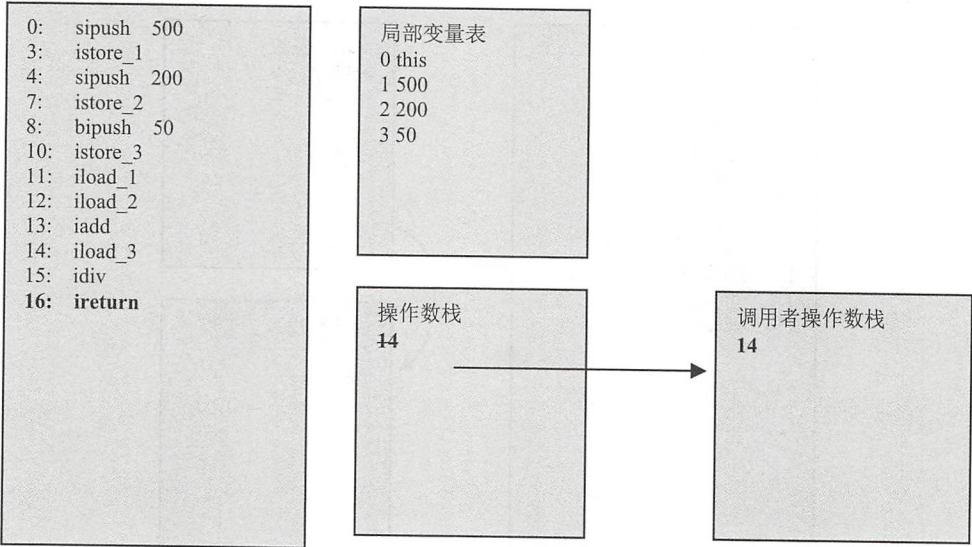 0: sipush 500
3: istore_1
4: sipush 200
7: istore_2
8: bipush 50
10: istore_3
11: iload_1
12: iload_2
13: iadd
14: iload_3
15: idiv
16: ireturn
局部变量表
0 this
1 500
2 200
3 50
操作数栈
14
调用者操作数栈
14